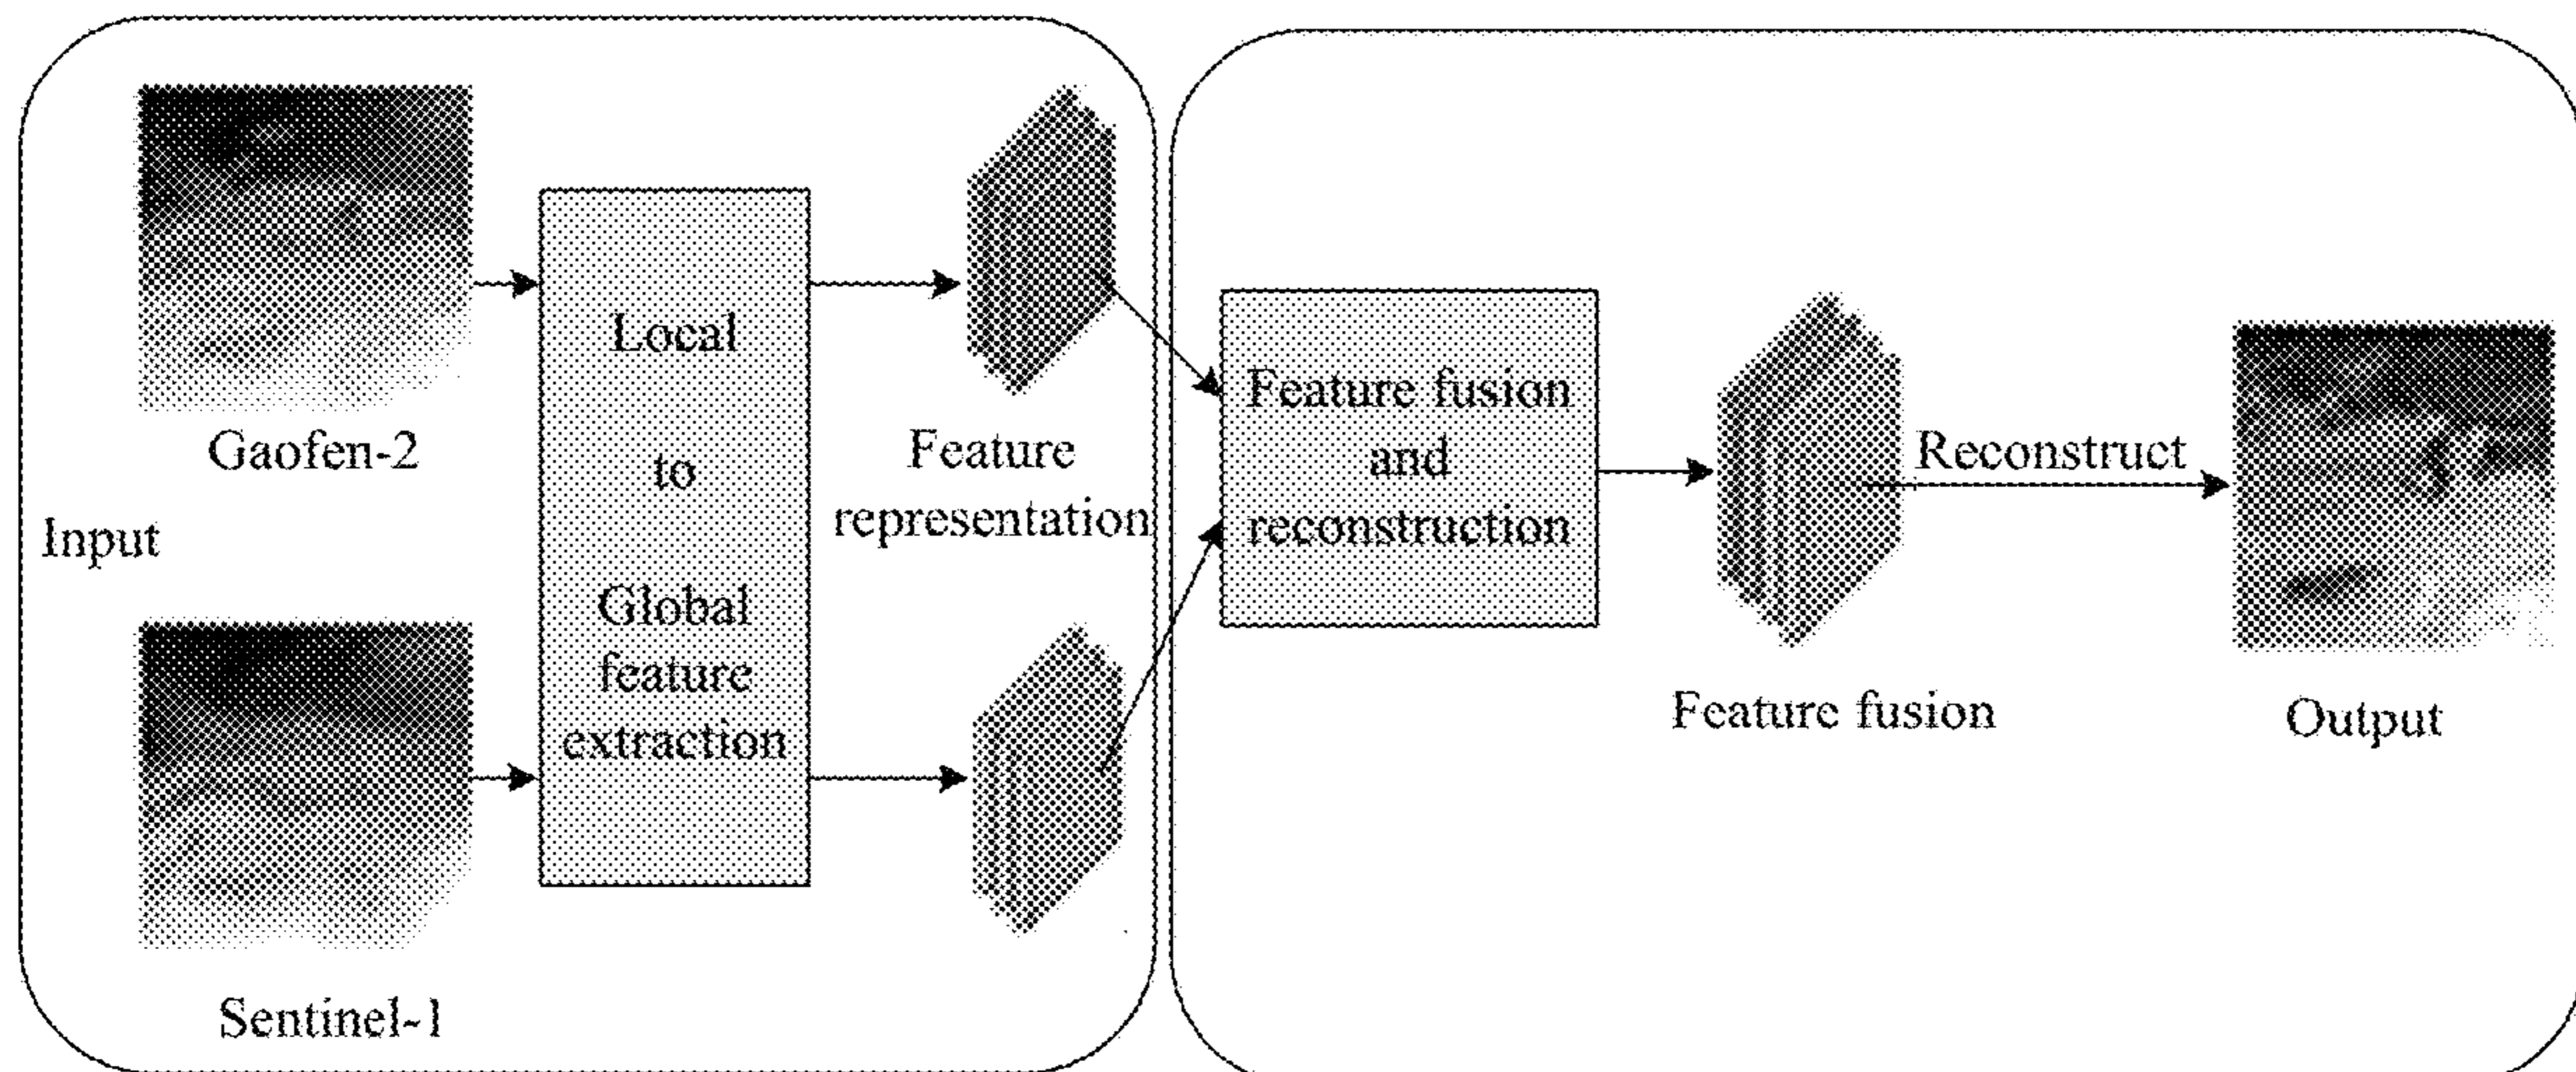 Input
Gaofen-2
Sentinel-1
Local
to
Global
feature
extraction
Feature
representation
Feature fusion
and
reconstruction
Feature fusion
Reconstruct
Output